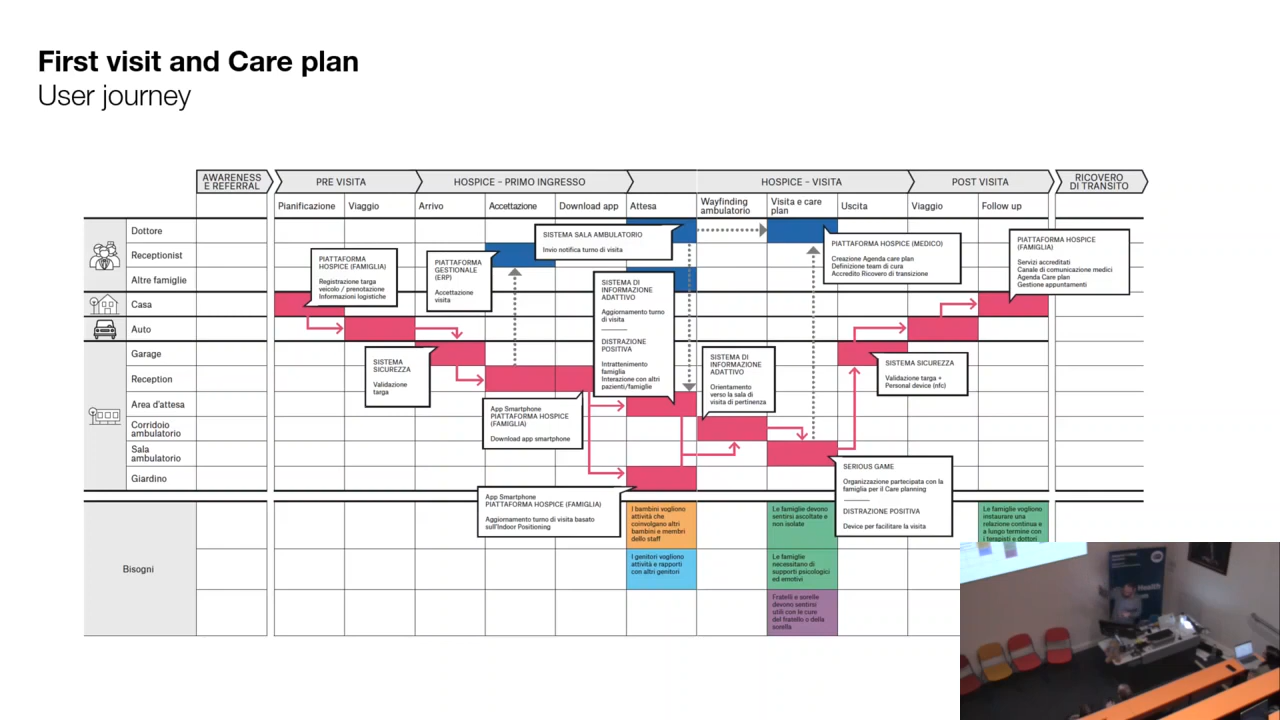 First visit and Care plan
User journey
AWARENESS
E REFERRAL
PRE VISITA
HOSPICE – PRIMO INGRESSO
HOSPICE – VISITA
POST VISITA
RICOVERO
DI TRANSITO
Pianificazione
Viaggio
Arrivo
Accettazione
Download app
Attesa
Wayfinding
ambulatorio
Visita e care
plan
Uscita
Viaggio
Follow up
Dottore
Receptionist
Altre famiglie
Casa
Auto
Garage
Reception
Area d'attesa
Corridoio
ambulatorio
Sala
ambulatorio
Giardino
Bisogni
PIATTAFORMA
HOSPICE (FAMIGLIA)
Registrazione targa
veicolo / prenotazione
Informazioni logistiche
PIATTAFORMA
GESTIONALE
(ERP)
Accettazione
visita
SISTEMA SALA AMBULATORIO
Invio notifica turno di visita
SISTEMA DI
INFORMAZIONE
ADATTIVO
Aggiornamento turno
di visita
DISTRAZIONE
POSITIVA
Intrattenimento
famiglia
Interazione con altri
pazienti/famiglie
PIATTAFORMA HOSPICE (MEDICO)
Creazione Agenda care plan
Definizione team di cura
Accredito Ricovero di transizione
PIATTAFORMA HOSPICE
(FAMIGLIA)
Servizi accreditati
Canale di comunicazione medici
Agenda Care plan
Gestione appuntamenti
SISTEMA
SICUREZZA
Validazione
targa
SISTEMA DI
INFORMAZIONE
ADATTIVO
Orientamento
verso la sala di
visita di pertinenza
SISTEMA SICUREZZA
Validazione targa +
Personal device (nfc)
App Smartphone
PIATTAFORMA HOSPICE
(FAMIGLIA)
Download app smartphone
App Smartphone
PIATTAFORMA HOSPICE (FAMIGLIA)
Aggiornamento turno di visita basato
sull'Indoor Positioning
SERIOUS GAME
Organizzazione partecipata con la
famiglia per il Care planning
DISTRAZIONE POSITIVA
Device per facilitare la visita
I bambini vogliono
attività che
coinvolgano altri
bambini e membri
dello staff
I genitori vogliono
attività e rapporti
con altri genitori
Le famiglie devono
sentirsi ascoltate e
non isolate
Le famiglie
necessitano di
supporti psicologici
ed emotivi
Fratelli e sorelle
devono sentirsi
utili con le cure
del fratello o della
sorella
Le famiglie vogliono
instaurare una
relazione continua e
a lungo termine con
i terapisti e dottori
Health